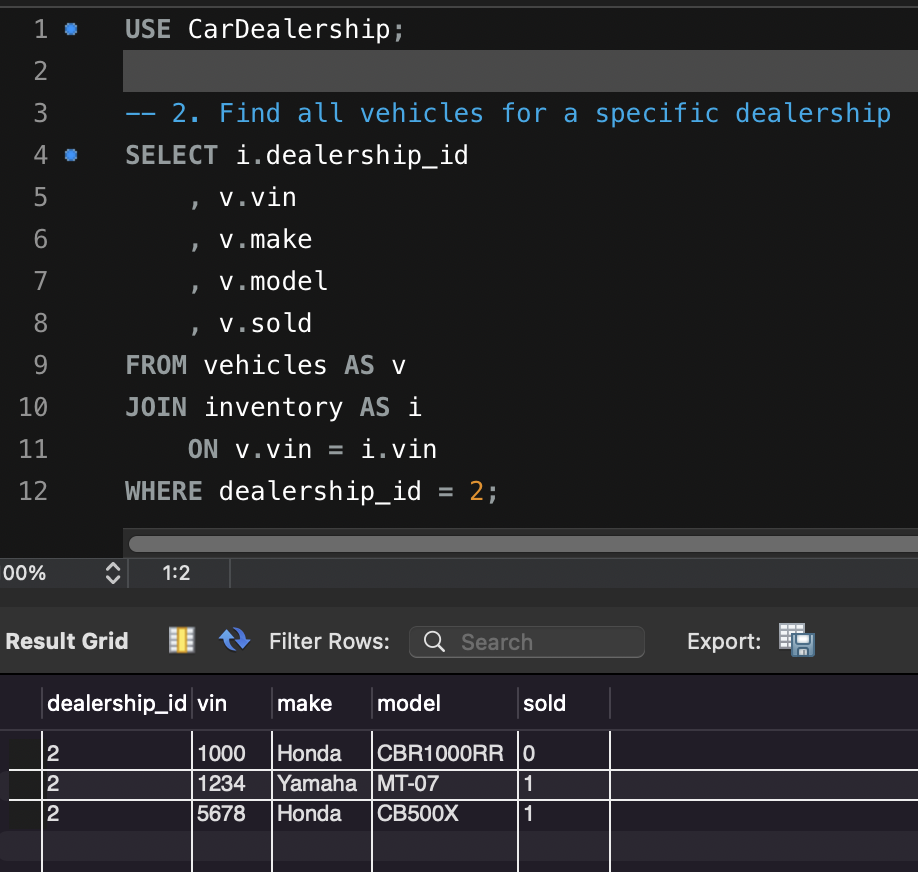 1 USE CarDealership;
2
3 -- 2. Find all vehicles for a specific dealership
4 SELECT i.dealership_id
5 , v.vin
6 , v.make
7 , v.model
8 , v.sold
9 FROM vehicles AS v
10 JOIN inventory AS i
11 ON v.vin = i.vin
12 WHERE dealership_id = 2;
00% 1:2
Result Grid Filter Rows: Search Export:
dealership_id vin make model sold
2 1000 Honda CBR1000RR 0
2 1234 Yamaha MT-07 1
2 5678 Honda CB500X 1